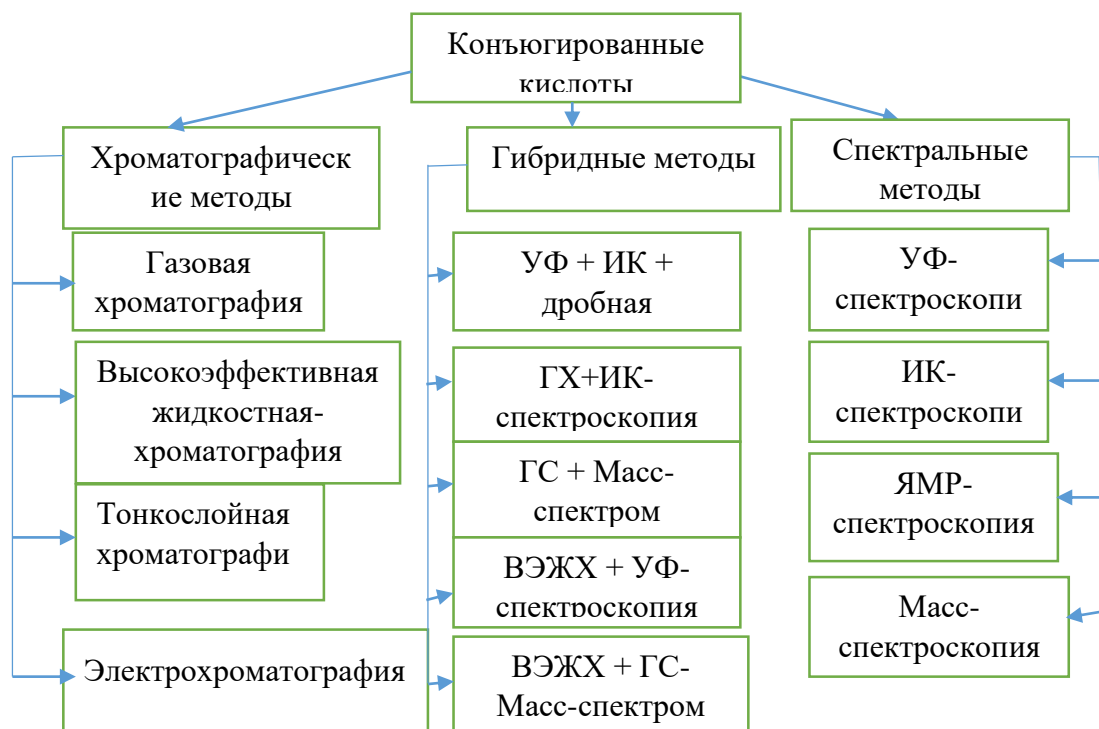 Конъюгированные
кислоты
Хроматографическ
ие методы
Гибридные методы
Спектральные
методы
Газовая
хроматография
Высокоэффективная
жидкостная-
хроматография
Тонкослойная
хроматографи
Электрохроматография
УФ + ИК +
дробная
ГХ+ИК-
спектроскопия
ГС + Масс-
спектром
ВЭЖХ + УФ-
спектроскопия
ВЭЖХ + ГС-
Масс-спектром
УФ-
спектроскопи
ИК-
спектроскопи
ЯМР-
спектроскопия
Масс-
спектроскопия